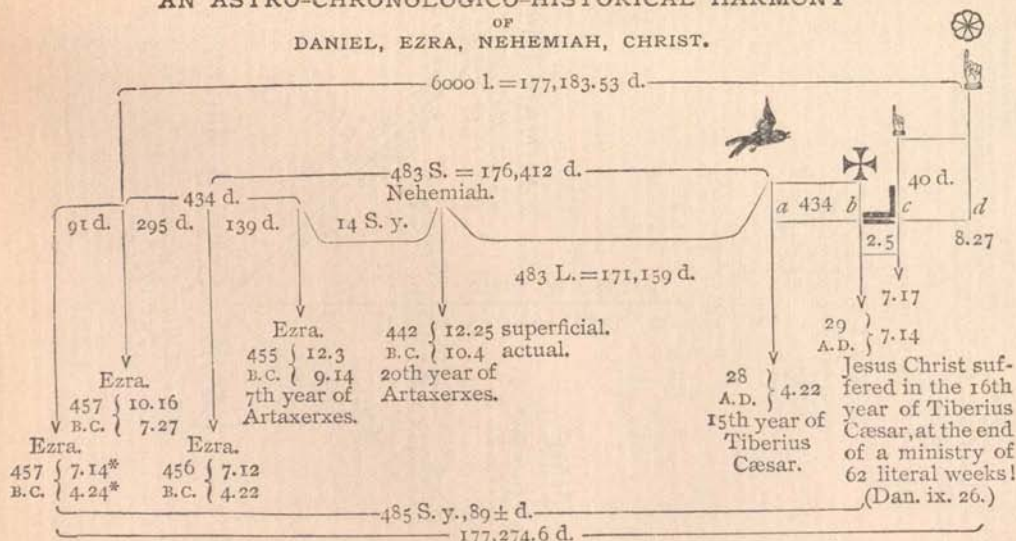 AN ASTRO-CHRONOLOGICO-HISTORICAL HARMONY
OF
DANIEL, EZRA, NEHEMIAH, CHRIST.
6000 l. = 177,183.53 d.
483 S. = 176,412 d.
Nehemiah.
434 d.
91 d. 295 d. 139 d. 14 S. y.
a 434 b c 40 d. d
2.5 8.27
483 L. = 171,159 d.
7.17
Ezra.
455 { 12.3
B.C. { 9.14
7th year of
Artaxerxes.
442 { 12.25 superficial.
B.C. { 10.4 actual.
20th year of
Artaxerxes.
28 } 4.22
A.D. }
15th year of
Tiberius
Cæsar.
29 } 7.14
A.D. }
Jesus Christ suf-
fered in the 16th
year of Tiberius
Cæsar, at the end
of a ministry of
62 literal weeks!
(Dan. ix. 26.)
Ezra.
457 { 10.16
B.C. { 7.27
Ezra.
457 { 7.14*
B.C. { 4.24*
Ezra.
456 { 7.12
B.C. { 4.22
485 S. y., 89± d.
177,274.6 d.